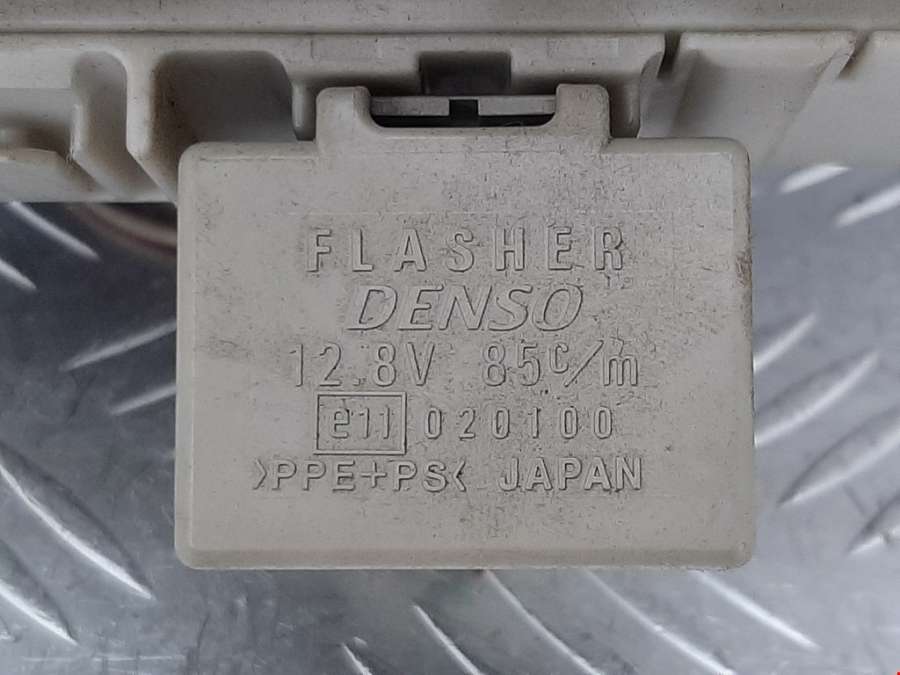 FLASHER
DENSO
12.8V 85c/m
e11 020100
>PPE+PS< JAPAN